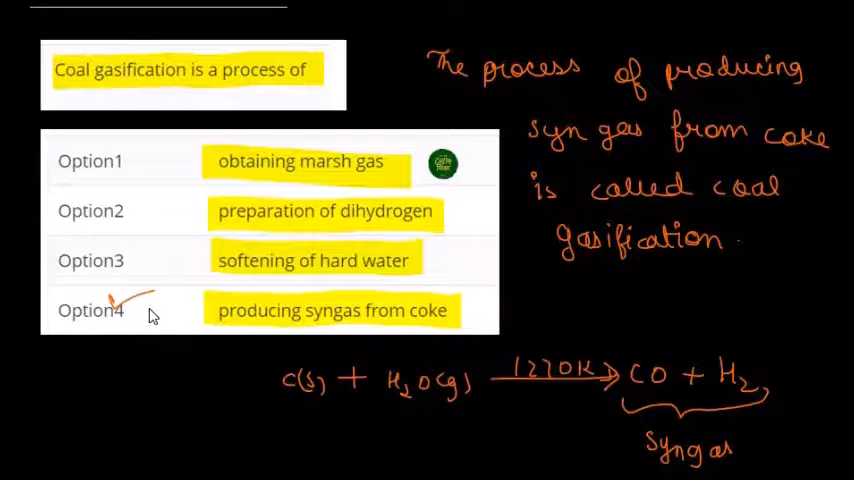 Coal gasification is a process of
Option1 obtaining marsh gas
Option2 preparation of dihydrogen
Option3 softening of hard water
Option4 producing syngas from coke
The process of producing
syn gas from coke
is called coal
gasification.
C(s) + H₂O(g) 1270K → CO + H₂
Syngas